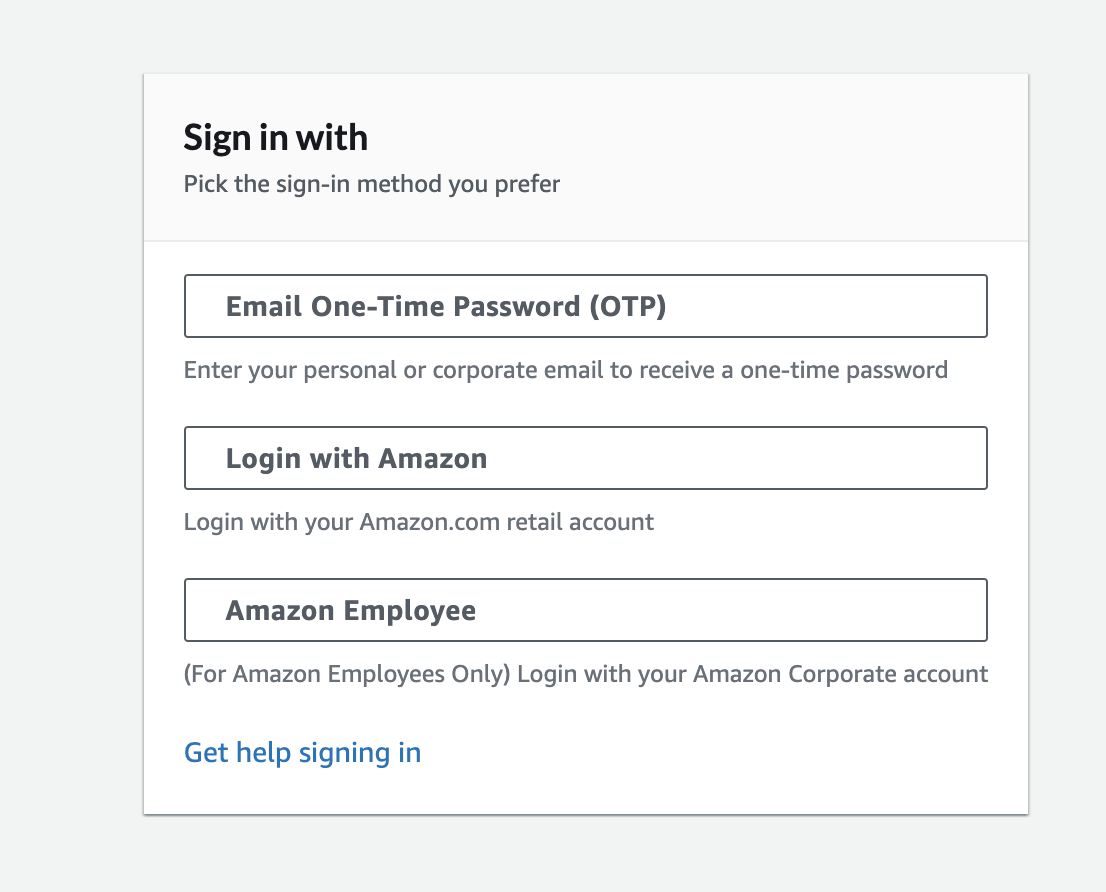 Sign in with
Pick the sign-in method you prefer
Email One-Time Password (OTP)
Enter your personal or corporate email to receive a one-time password
Login with Amazon
Login with your Amazon.com retail account
Amazon Employee
(For Amazon Employees Only) Login with your Amazon Corporate account
Get help signing in